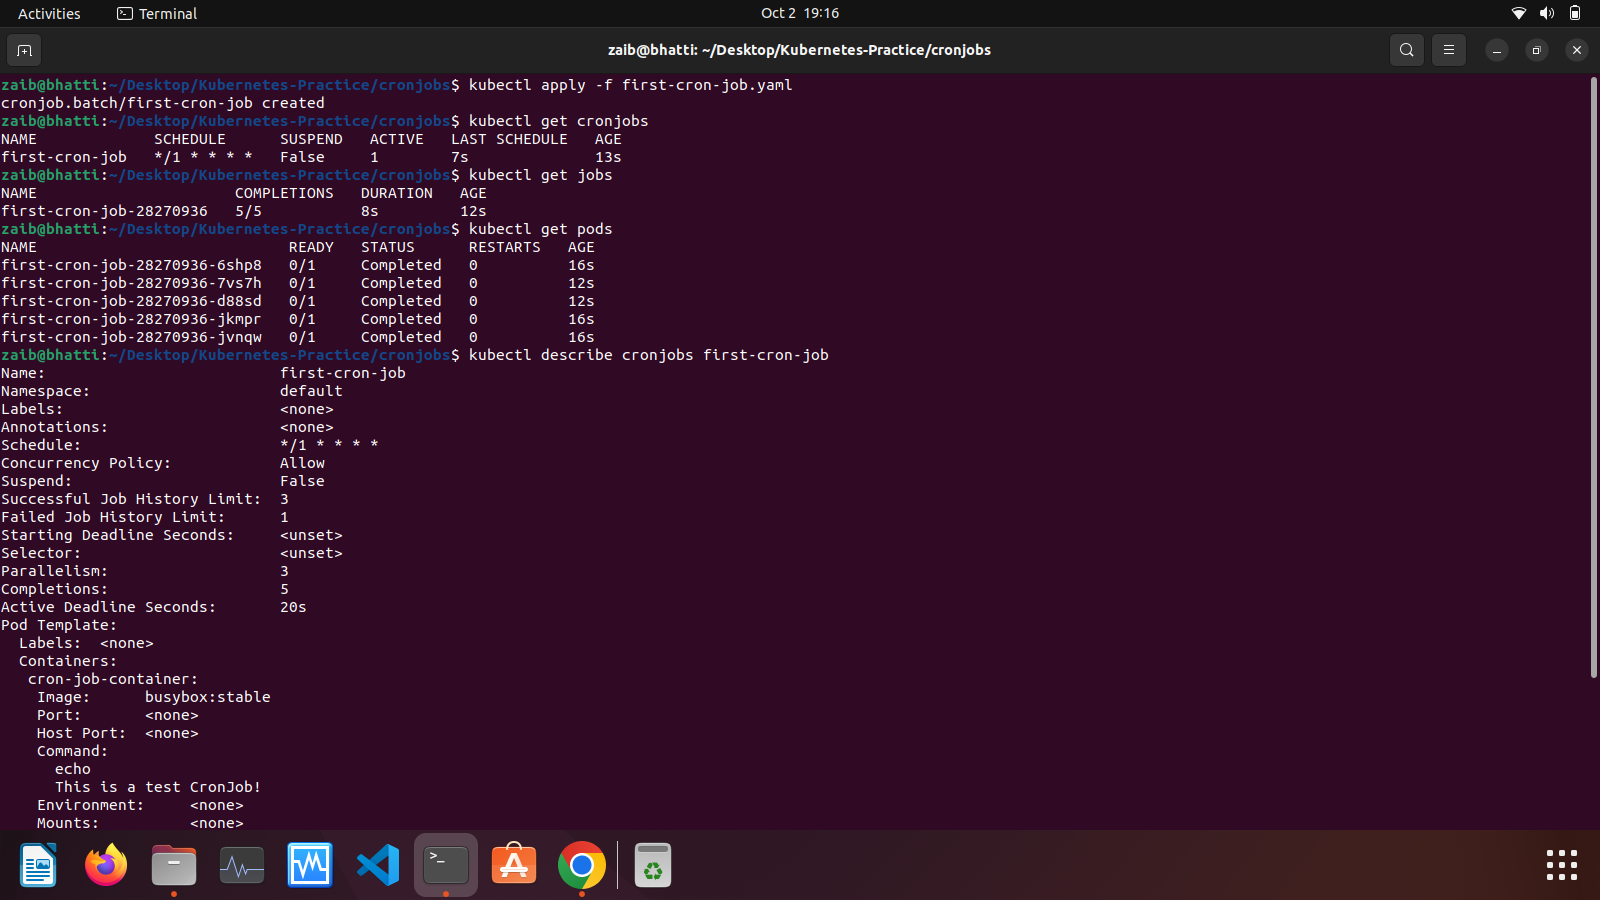 Activities
Terminal
Oct 2 19:16
zaib@bhatti: ~/Desktop/Kubernetes-Practice/cronjobs
zaib@bhatti:~/Desktop/Kubernetes-Practice/cronjobs$ kubectl apply -f first-cron-job.yaml
cronjob.batch/first-cron-job created
zaib@bhatti:~/Desktop/Kubernetes-Practice/cronjobs$ kubectl get cronjobs
NAME             SCHEDULE      SUSPEND   ACTIVE   LAST SCHEDULE   AGE
first-cron-job   */1 * * * *   False     1        7s              13s
zaib@bhatti:~/Desktop/Kubernetes-Practice/cronjobs$ kubectl get jobs
NAME                      COMPLETIONS   DURATION   AGE
first-cron-job-28270936   5/5           8s         12s
zaib@bhatti:~/Desktop/Kubernetes-Practice/cronjobs$ kubectl get pods
NAME                            READY   STATUS      RESTARTS   AGE
first-cron-job-28270936-6shp8   0/1     Completed   0          16s
first-cron-job-28270936-7vs7h   0/1     Completed   0          12s
first-cron-job-28270936-d88sd   0/1     Completed   0          12s
first-cron-job-28270936-jkmpr   0/1     Completed   0          16s
first-cron-job-28270936-jvnqw   0/1     Completed   0          16s
zaib@bhatti:~/Desktop/Kubernetes-Practice/cronjobs$ kubectl describe cronjobs first-cron-job
Name:                          first-cron-job
Namespace:                     default
Labels:                        <none>
Annotations:                   <none>
Schedule:                      */1 * * * *
Concurrency Policy:            Allow
Suspend:                       False
Successful Job History Limit:  3
Failed Job History Limit:      1
Starting Deadline Seconds:     <unset>
Selector:                      <unset>
Parallelism:                   3
Completions:                   5
Active Deadline Seconds:       20s
Pod Template:
  Labels:  <none>
  Containers:
   cron-job-container:
    Image:      busybox:stable
    Port:       <none>
    Host Port:  <none>
    Command:
      echo
      This is a test CronJob!
    Environment:     <none>
    Mounts:          <none>